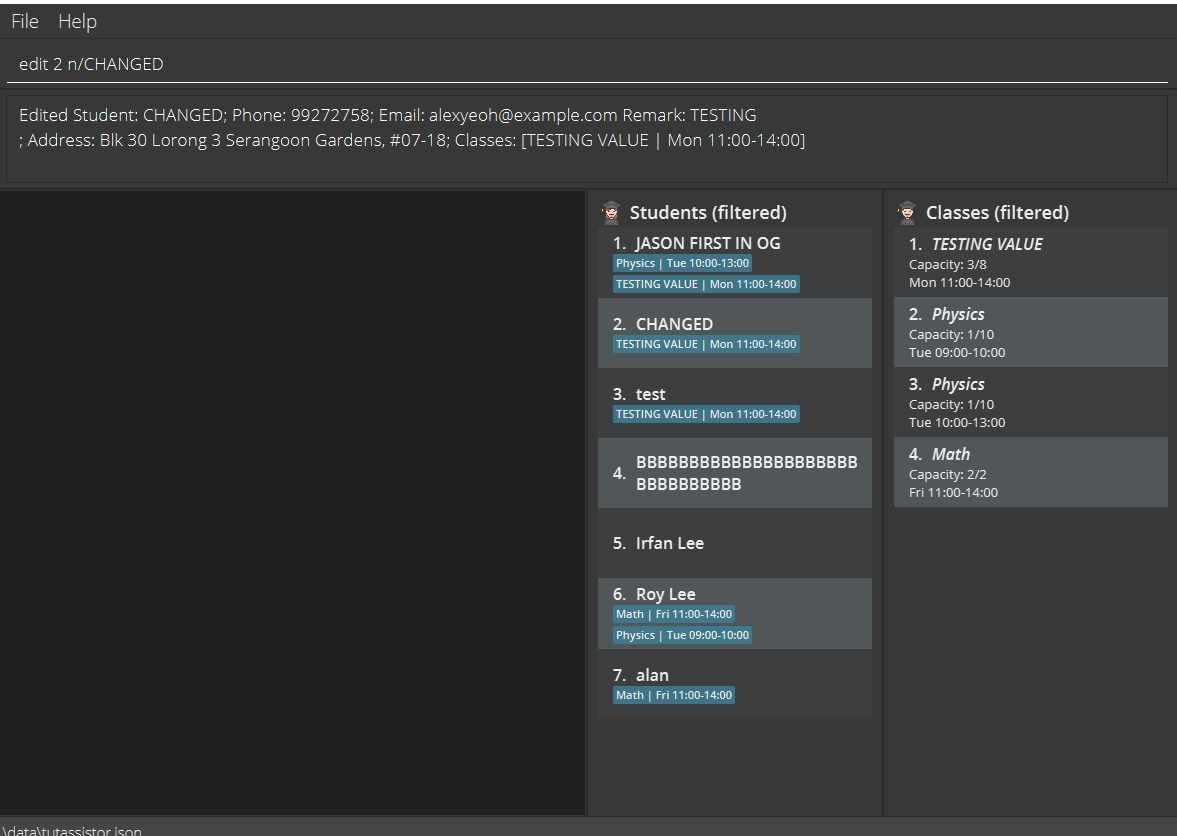 File Help
edit 2 n/CHANGED
Edited Student: CHANGED; Phone: 99272758; Email: alexyeoh@example.com Remark: TESTING
; Address: Blk 30 Lorong 3 Serangoon Gardens, #07-18; Classes: [TESTING VALUE | Mon 11:00-14:00]
Students (filtered)
1. JASON FIRST IN OG
Physics | Tue 10:00-13:00
TESTING VALUE | Mon 11:00-14:00
2. CHANGED
TESTING VALUE | Mon 11:00-14:00
3. test
TESTING VALUE | Mon 11:00-14:00
4. BBBBBBBBBBBBBBBBBBBBB
BBBBBBBBBB
5. Irfan Lee
6. Roy Lee
Math | Fri 11:00-14:00
Physics | Tue 09:00-10:00
7. alan
Math | Fri 11:00-14:00
Classes (filtered)
1. TESTING VALUE
Capacity: 3/8
Mon 11:00-14:00
2. Physics
Capacity: 1/10
Tue 09:00-10:00
3. Physics
Capacity: 1/10
Tue 10:00-13:00
4. Math
Capacity: 2/2
Fri 11:00-14:00
\data\tutassistor.json